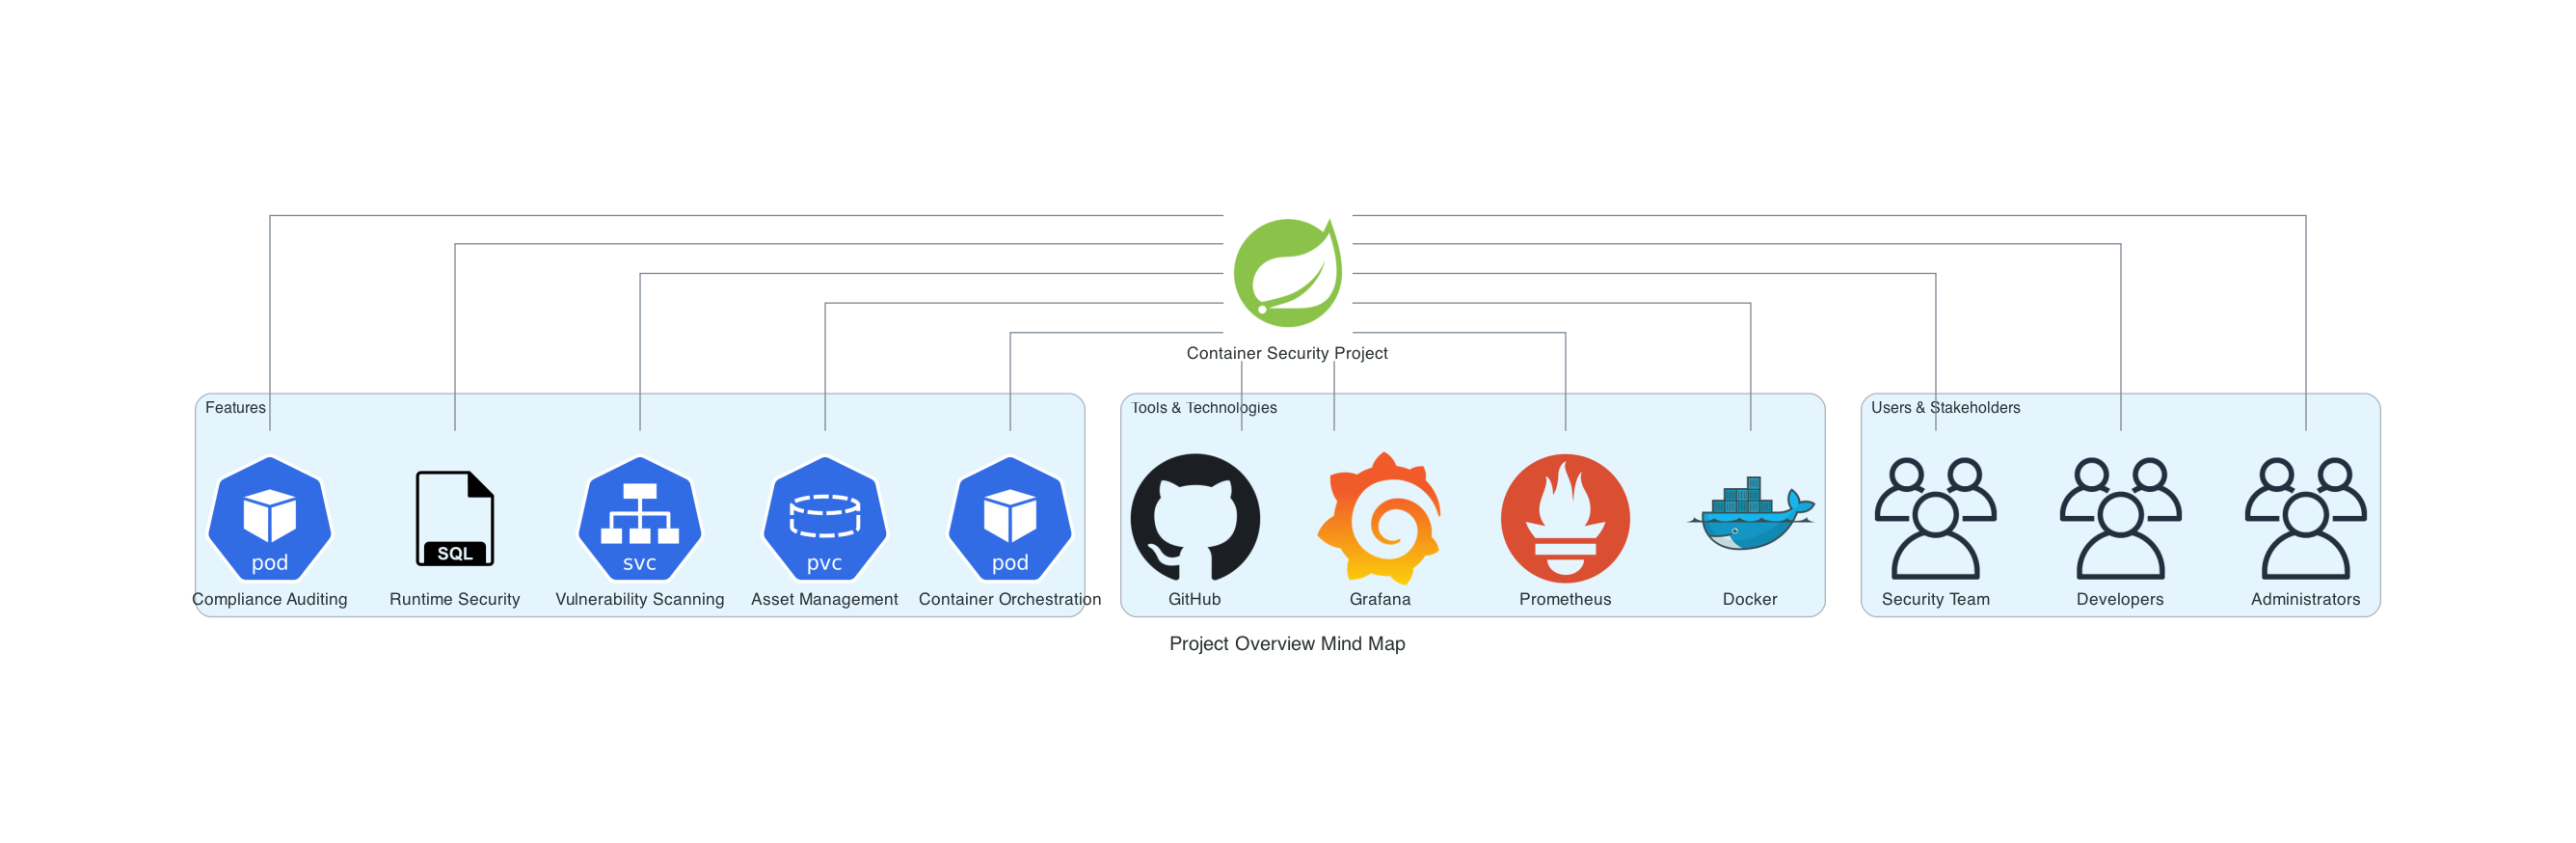 Container Security Project
Features
Tools & Technologies
Users & Stakeholders
pod
SQL
svc
pvc
pod
Compliance Auditing
Runtime Security
Vulnerability Scanning
Asset Management
Container Orchestration
GitHub
Grafana
Prometheus
Docker
Security Team
Developers
Administrators
Project Overview Mind Map